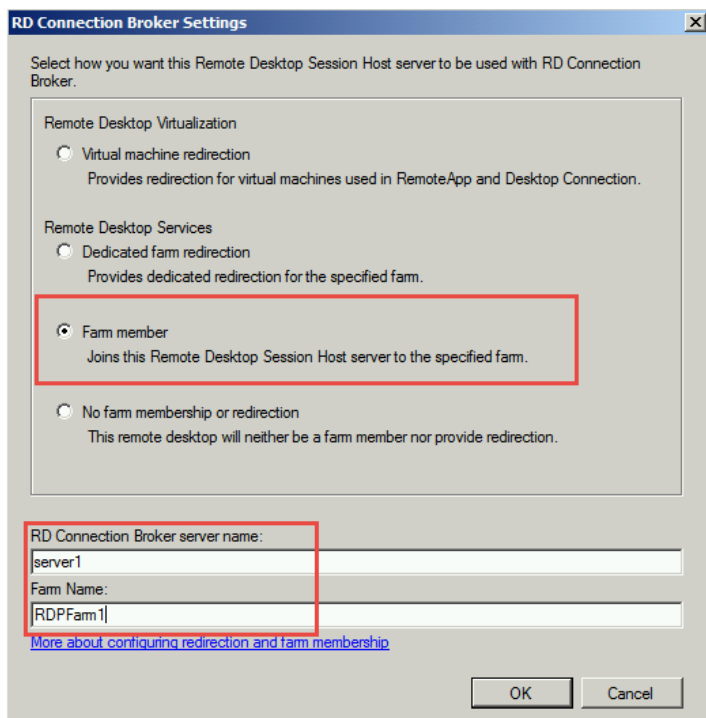 RD Connection Broker Settings
Select how you want this Remote Desktop Session Host server to be used with RD Connection
Broker.
Remote Desktop Virtualization
Virtual machine redirection
Provides redirection for virtual machines used in RemoteApp and Desktop Connection.
Remote Desktop Services
Dedicated farm redirection
Provides dedicated redirection for the specified farm.
Farm member
Joins this Remote Desktop Session Host server to the specified farm.
No farm membership or redirection
This remote desktop will neither be a farm member nor provide redirection.
RD Connection Broker server name:
server1
Farm Name:
RDPFarm1
More about configuring redirection and farm membership
OK Cancel